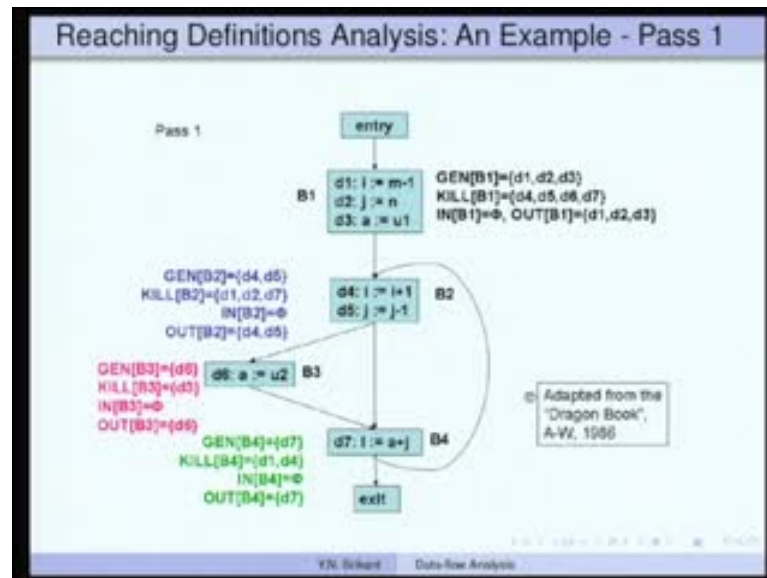 Reaching Definitions Analysis: An Example - Pass 1
Pass 1
entry
B1
d1: i := m-1
d2: j := n
d3: a := u1
GEN[B1]={d1,d2,d3}
KILL[B1]={d4,d5,d6,d7}
IN[B1]=Φ, OUT[B1]={d1,d2,d3}
GEN[B2]={d4,d5}
KILL[B2]={d1,d2,d7}
IN[B2]=Φ
OUT[B2]={d4,d5}
d4: i := i+1
d5: j := j-1
B2
GEN[B3]={d6}
KILL[B3]={d3}
IN[B3]=Φ
OUT[B3]={d6}
d6: a := u2
B3
© Adapted from the
"Dragon Book",
A-W, 1986
GEN[B4]={d7}
KILL[B4]={d1,d4}
IN[B4]=Φ
OUT[B4]={d7}
d7: i := a+j
B4
exit
Y.N. Srikant
Data-flow Analysis